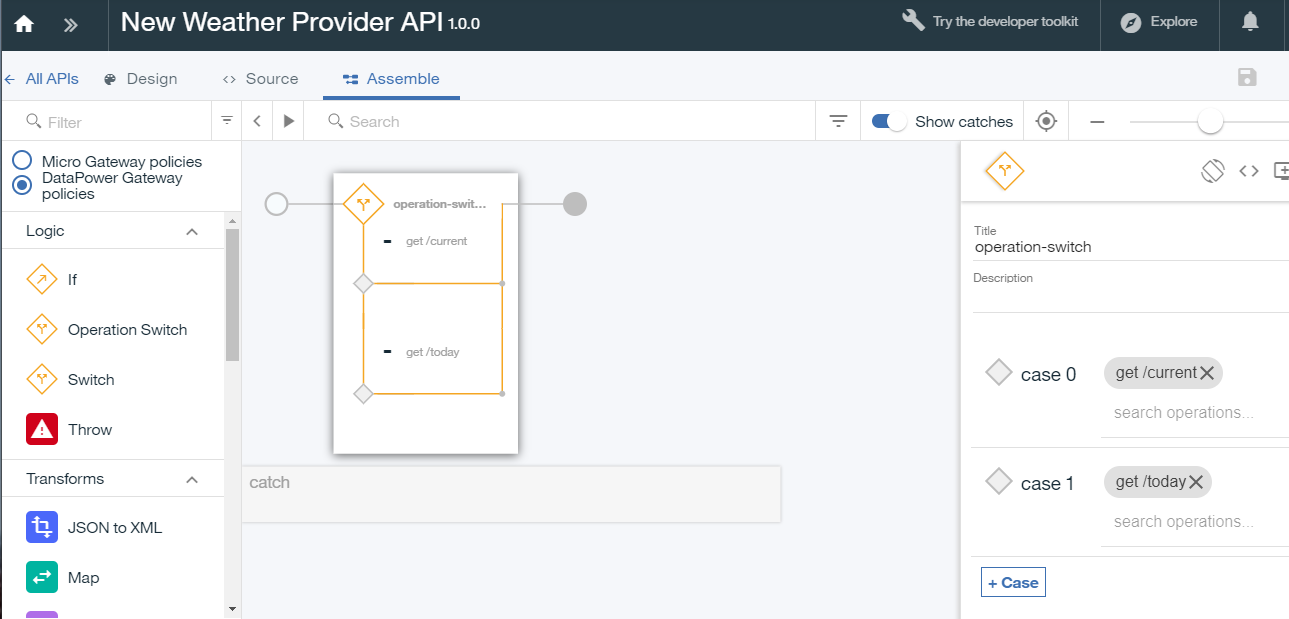 New Weather Provider API 1.0.0
Try the developer toolkit
Explore
All APIs
Design
Source
Assemble
Filter
Search
Show catches
Micro Gateway policies
DataPower Gateway
policies
Logic
If
Operation Switch
Switch
Throw
Transforms
JSON to XML
Map
operation-swit...
get /current
get /today
catch
Title
operation-switch
Description
case 0
get /current
search operations...
case 1
get /today
search operations...
+ Case